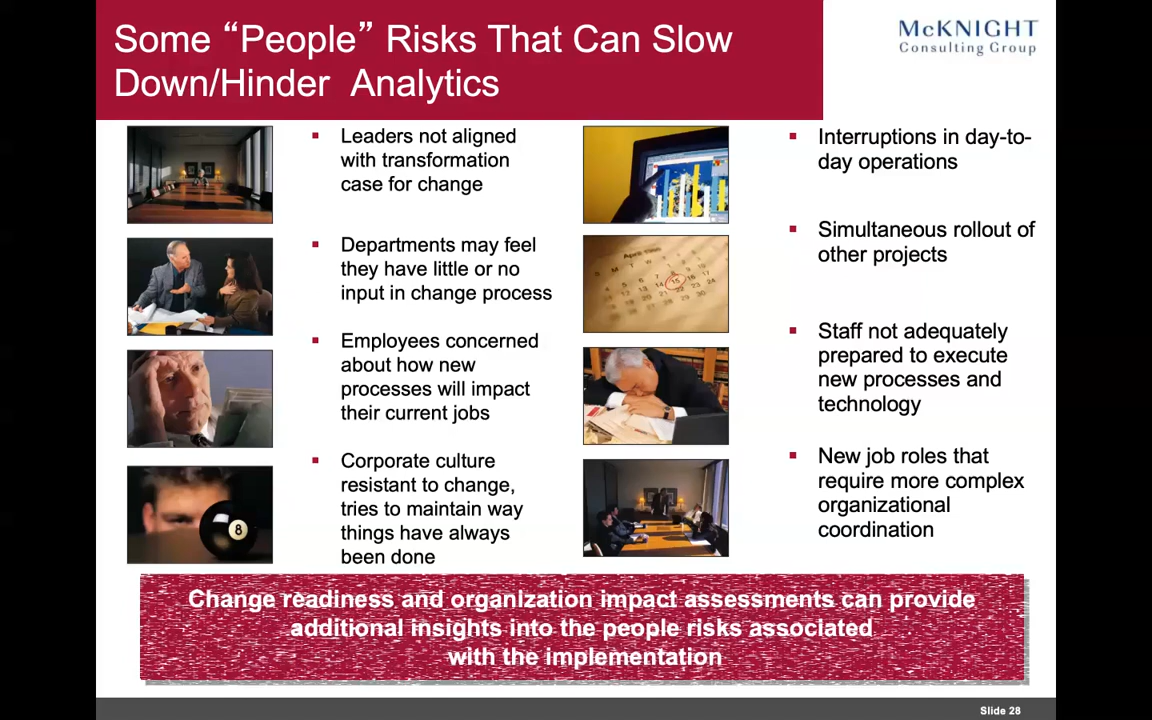 Some “People” Risks That Can Slow
Down/Hinder Analytics
McKNIGHT
Consulting Group
Leaders not aligned
with transformation
case for change
Departments may feel
they have little or no
input in change process
Employees concerned
about how new
processes will impact
their current jobs
Corporate culture
resistant to change,
tries to maintain way
things have always
been done
8
Interruptions in day-to-
day operations
April
15
Simultaneous rollout of
other projects
Staff not adequately
prepared to execute
new processes and
technology
New job roles that
require more complex
organizational
coordination
Change readiness and organization impact assessments can provide
additional insights into the people risks associated
with the implementation
Slide 28